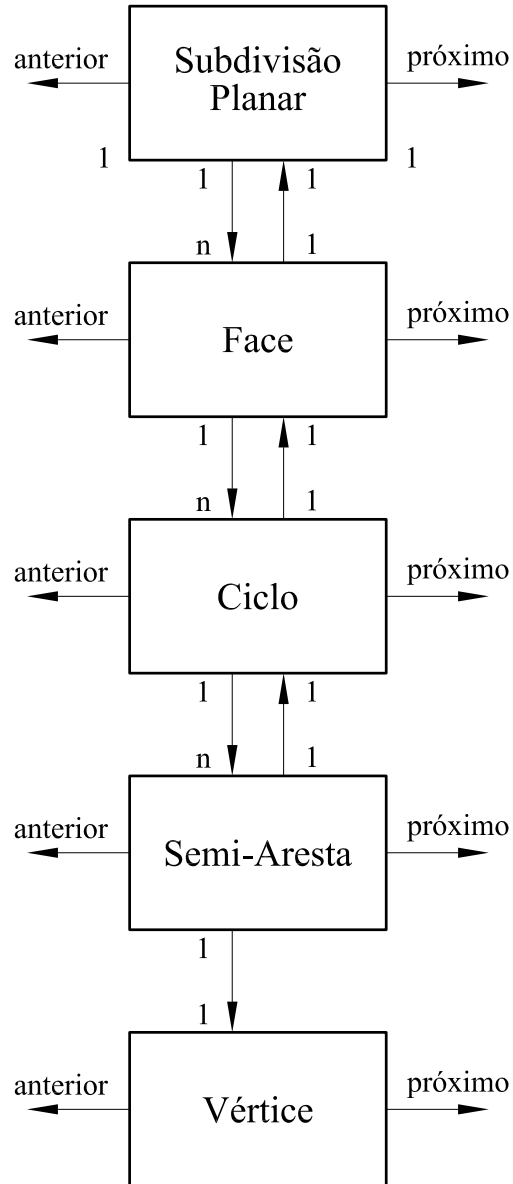 anterior
Subdivisão
Planar
próximo
1
1
1
1
n
1
anterior
Face
próximo
1
1
n
1
anterior
Ciclo
próximo
1
1
n
1
anterior
Semi-Aresta
próximo
1
1
anterior
Vértice
próximo